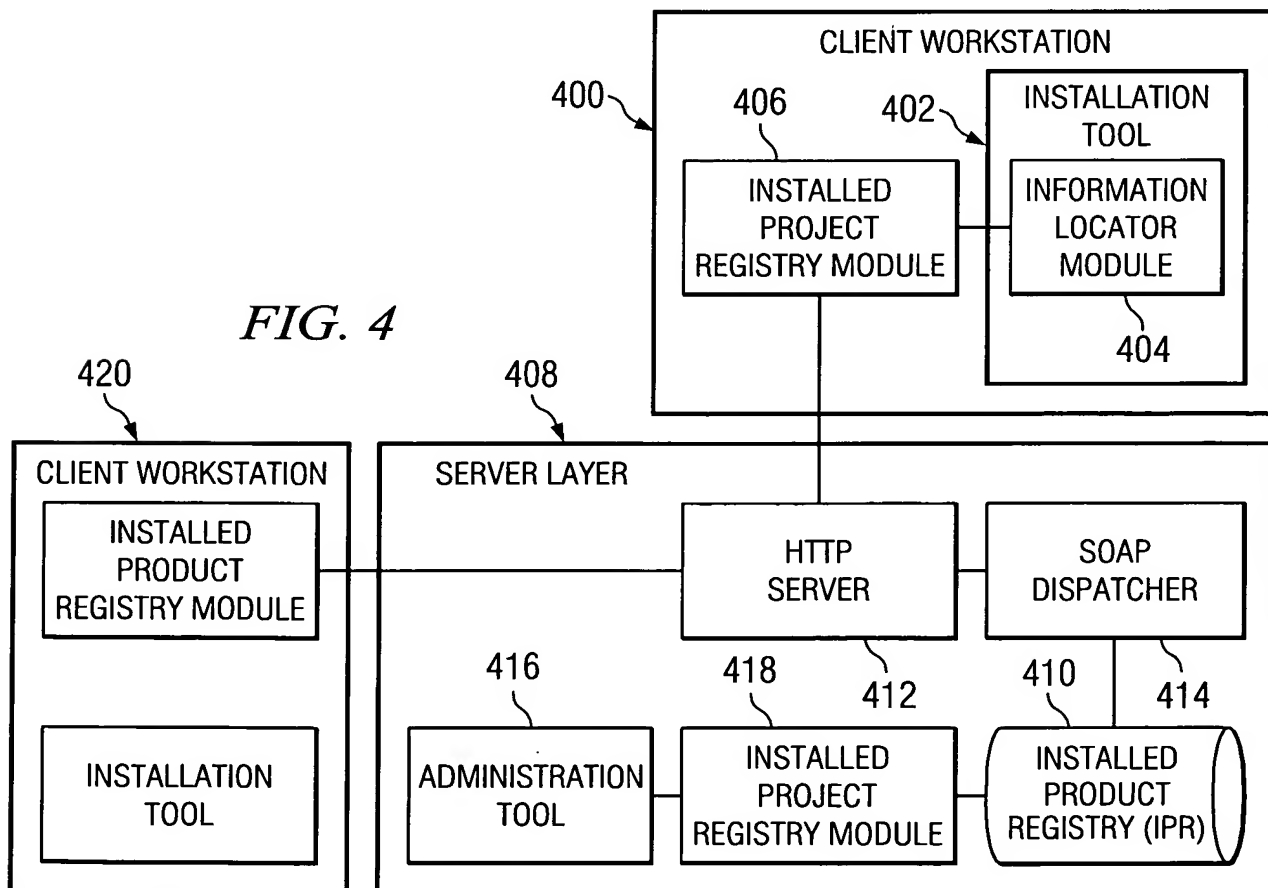 CLIENT WORKSTATION
400
406
402
INSTALLATION
TOOL
INSTALLED
PROJECT
REGISTRY MODULE
INFORMATION
LOCATOR
MODULE
404
FIG. 4
420
408
CLIENT WORKSTATION
INSTALLED
PRODUCT
REGISTRY MODULE
INSTALLATION
TOOL
SERVER LAYER
HTTP
SERVER
412
SOAP
DISPATCHER
414
416
ADMINISTRATION
TOOL
418
INSTALLED
PROJECT
REGISTRY MODULE
410
INSTALLED
PRODUCT
REGISTRY (IPR)